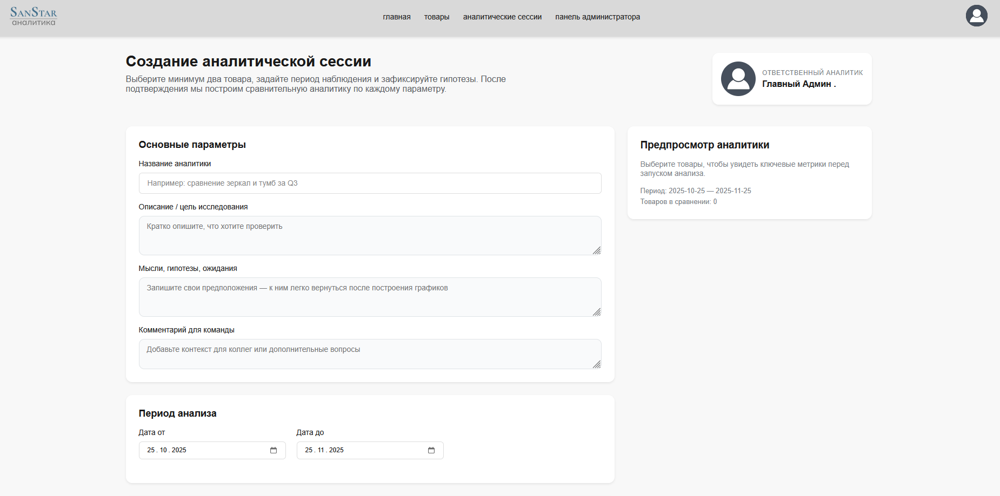 SANSTAR
аналитика
главная товары аналитические сессии панель администратора
Создание аналитической сессии
Выберите минимум два товара, задайте период наблюдения и зафиксируйте гипотезы. После
подтверждения мы построим сравнительную аналитику по каждому параметру.
ОТВЕТСТВЕННЫЙ АНАЛИТИК
Главный Админ .
Основные параметры
Название аналитики
Например: сравнение зеркал и тумб за Q3
Описание / цель исследования
Кратко опишите, что хотите проверить
Мысли, гипотезы, ожидания
Запишите свои предположения — к ним легко вернуться после построения графиков
Комментарий для команды
Добавьте контекст для коллег или дополнительные вопросы
Предпросмотр аналитики
Выберите товары, чтобы увидеть ключевые метрики перед
запуском анализа.
Период: 2025-10-25 — 2025-11-25
Товаров в сравнении: 0
Период анализа
Дата от Дата до
25 . 10 . 2025 25 . 11 . 2025